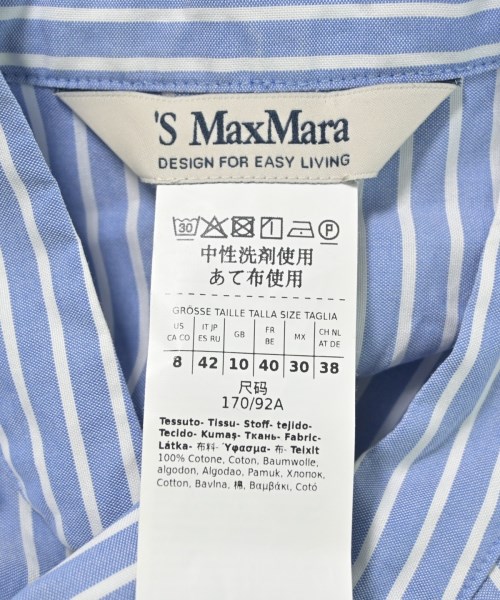 'S MaxMara
DESIGN FOR EASY LIVING
30 P
中性洗剤使用
あて布使用
GRÖSSE TAILLE TALLA SIZE TAGLIA
US CA CO IT JP ES RU GB FR BE MX CH NL AT DE
8 42 10 40 30 38
尺码
170/92A
Tessuto- Tissu- Stoff- tejido-
Tecido- Kumaş- Ткань- Fabric-
Látka- 布料- Ύφασμα- 布- Teixit
100% Cotone, Coton, Baumwolle,
algodon, Algodao, Pamuk, Хлопок,
Cotton, Bavlna, 棉, Βαμβάκι, Cotó